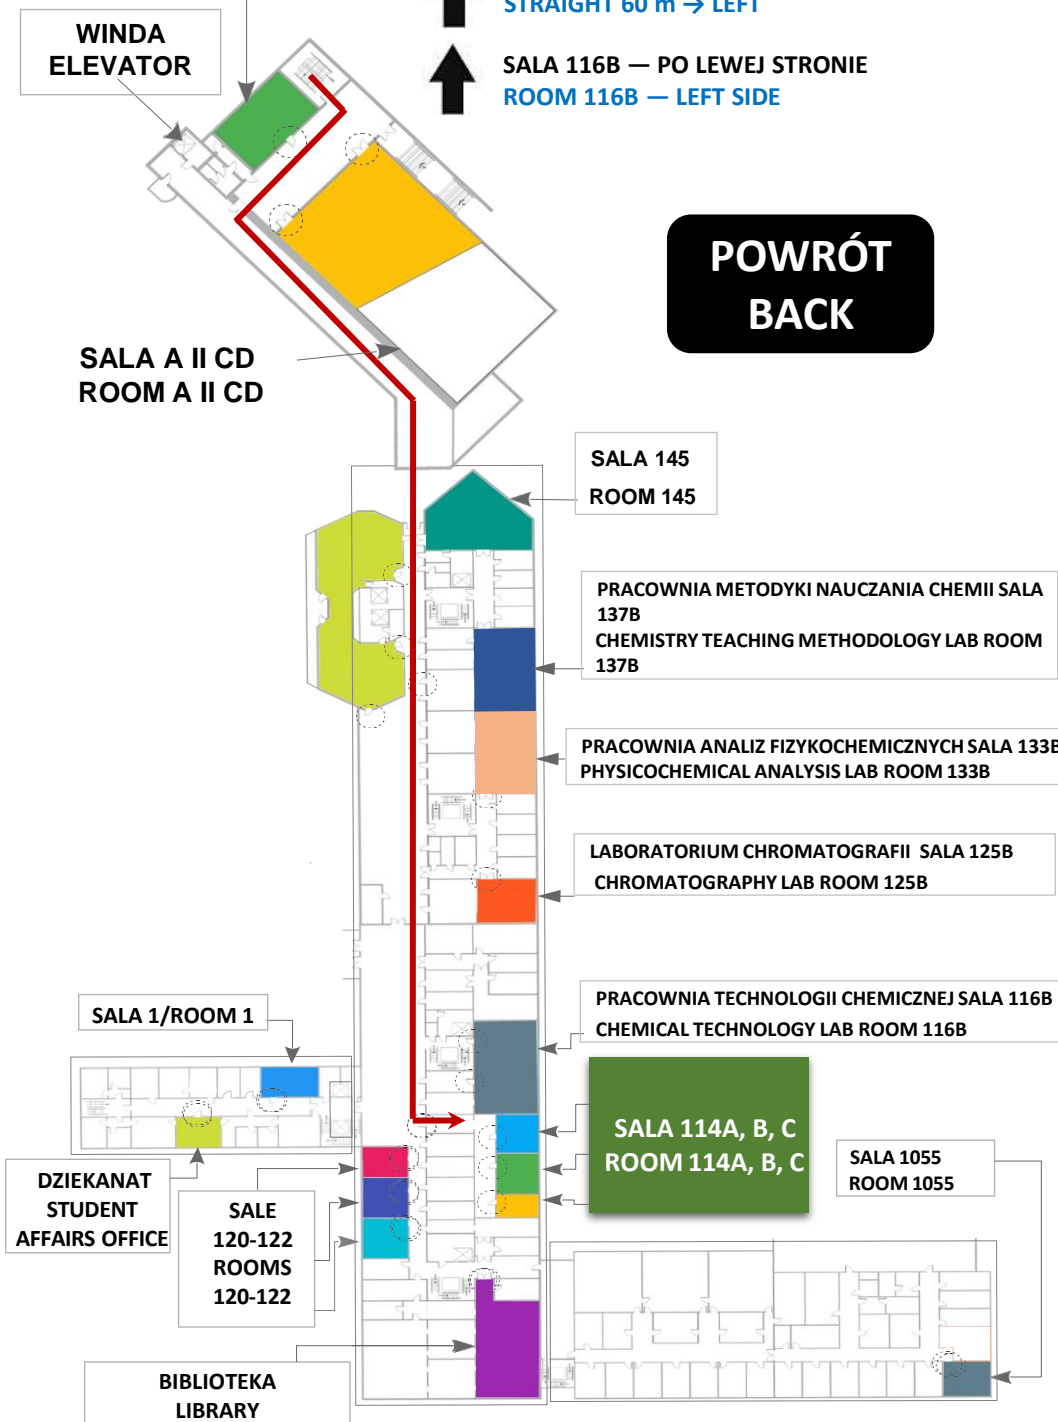 STRAIGHT 60 m → LEFT
SALA 116B — PO LEWEJ STRONIE
ROOM 116B — LEFT SIDE
WINDA
ELEVATOR
POWRÓT
BACK
SALA A II CD
ROOM A II CD
SALA 145
ROOM 145
PRACOWNIA METODYKI NAUCZANIA CHEMII SALA
137B
CHEMISTRY TEACHING METHODOLOGY LAB ROOM
137B
PRACOWNIA ANALIZ FIZYKOCHEMICZNYCH SALA 133B
PHYSICOCHEMICAL ANALYSIS LAB ROOM 133B
LABORATORIUM CHROMATOGRAFII SALA 125B
CHROMATOGRAPHY LAB ROOM 125B
PRACOWNIA TECHNOLOGII CHEMICZNEJ SALA 116B
CHEMICAL TECHNOLOGY LAB ROOM 116B
SALA 1/ROOM 1
SALA 114A, B, C
ROOM 114A, B, C
SALA 1055
ROOM 1055
DZIEKANAT
STUDENT
AFFAIRS OFFICE
SALE
120-122
ROOMS
120-122
BIBLIOTEKA
LIBRARY